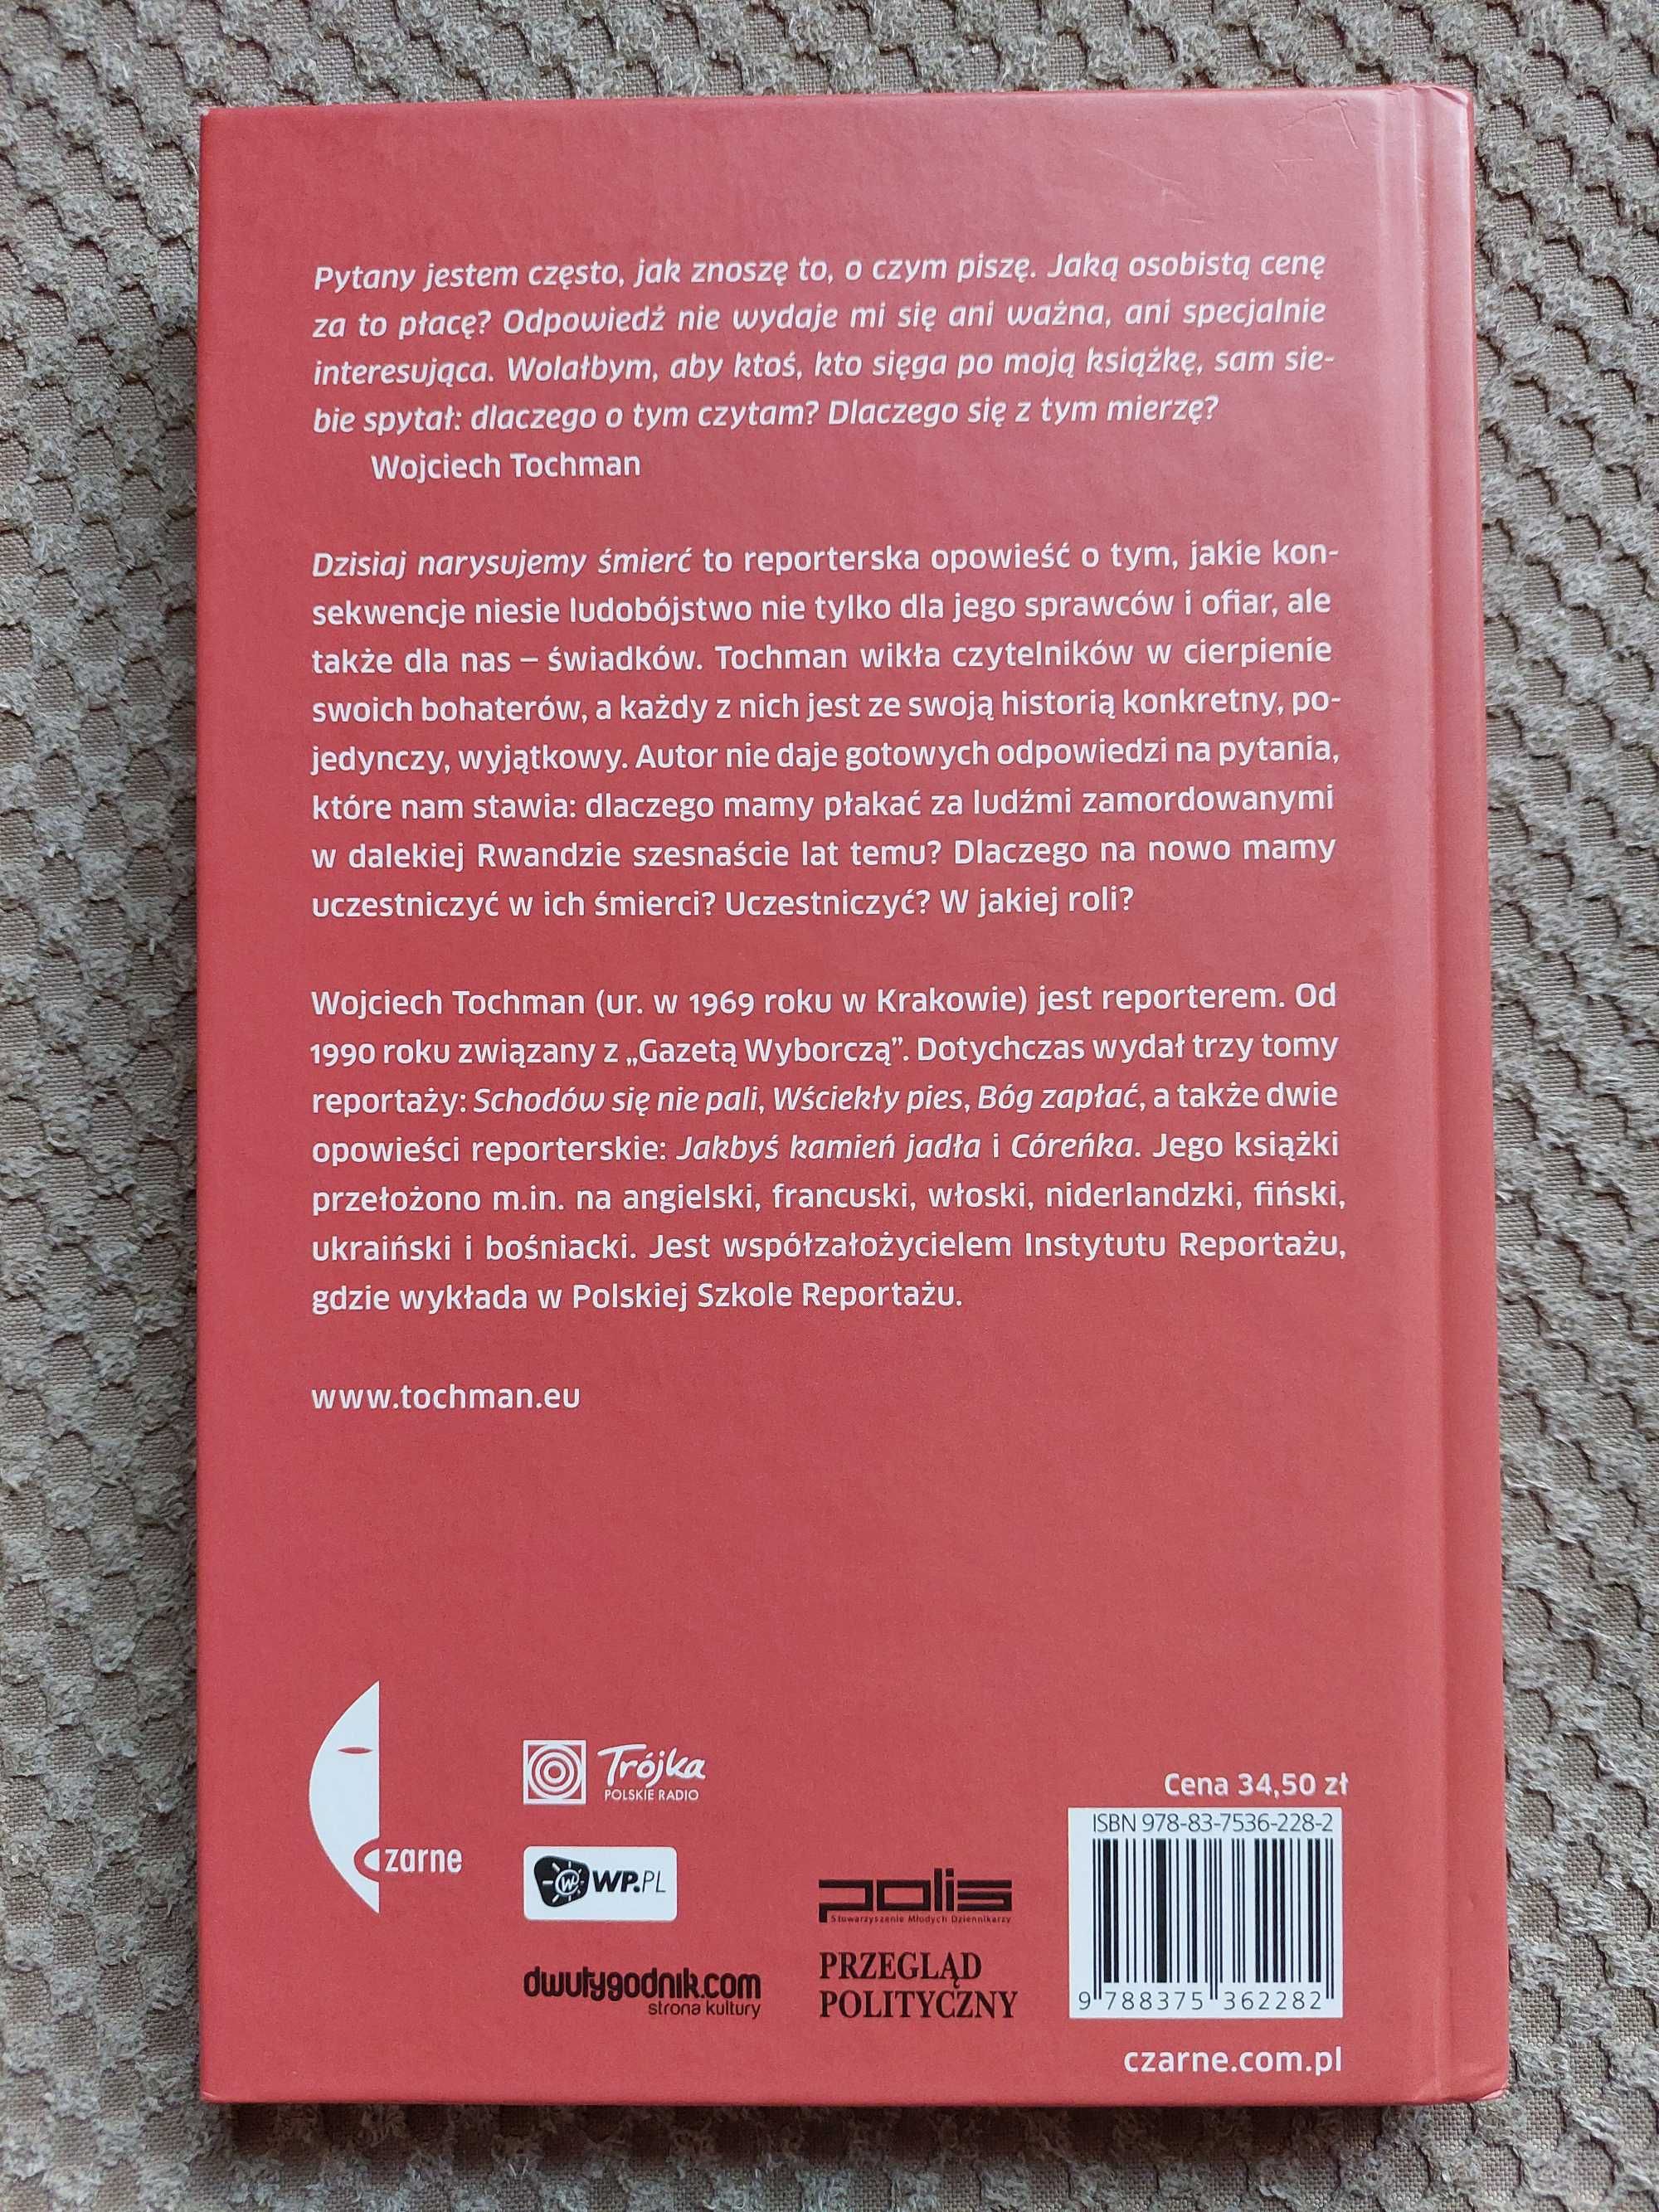 Pytany jestem często, jak znoszę to, o czym piszę. Jaką osobistą cenę
za to płacę? Odpowiedź nie wydaje mi się ani ważna, ani specjalnie
interesująca. Wolałbym, aby ktoś, kto sięga po moją książkę, sam sie-
bie spytał: dlaczego o tym czytam? Dlaczego się z tym mierzę?
Wojciech Tochman
Dzisiaj narysujemy śmierć to reporterska opowieść o tym, jakie kon-
sekwencje niesie ludobójstwo nie tylko dla jego sprawców i ofiar, ale
także dla nas – świadków. Tochman wikła czytelników w cierpienie
swoich bohaterów, a każdy z nich jest ze swoją historią konkretny, po-
jedynczy, wyjątkowy. Autor nie daje gotowych odpowiedzi na pytania,
które nam stawia: dlaczego mamy płakać za ludźmi zamordowanymi
w dalekiej Rwandzie szesnaście lat temu? Dlaczego na nowo mamy
uczestniczyć w ich śmierci? Uczestniczyć? W jakiej roli?
Wojciech Tochman (ur. w 1969 roku w Krakowie) jest reporterem. Od
1990 roku związany z „Gazetą Wyborczą”. Dotychczas wydał trzy tomy
reportaży: Schodów się nie pali, Wściekły pies, Bóg zapłać, a także dwie
opowieści reporterskie: Jakbyś kamień jadła i Córeńka. Jego książki
przełożono m.in. na angielski, francuski, włoski, niderlandzki, fiński,
ukraiński i bośniacki. Jest współzałożycielem Instytutu Reportażu,
gdzie wykłada w Polskiej Szkole Reportażu.
www.tochman.eu
czarne
Trójka
POLSKIE RADIO
WP.PL
dwutygodnik.com
strona kultury
polis
Stowarzyszenie Młodych Dziennikarzy
PRZEGLĄD
POLITYCZNY
Cena 34,50 zł
ISBN 978-83-7536-228-2
9 788375 362282
czarne.com.pl